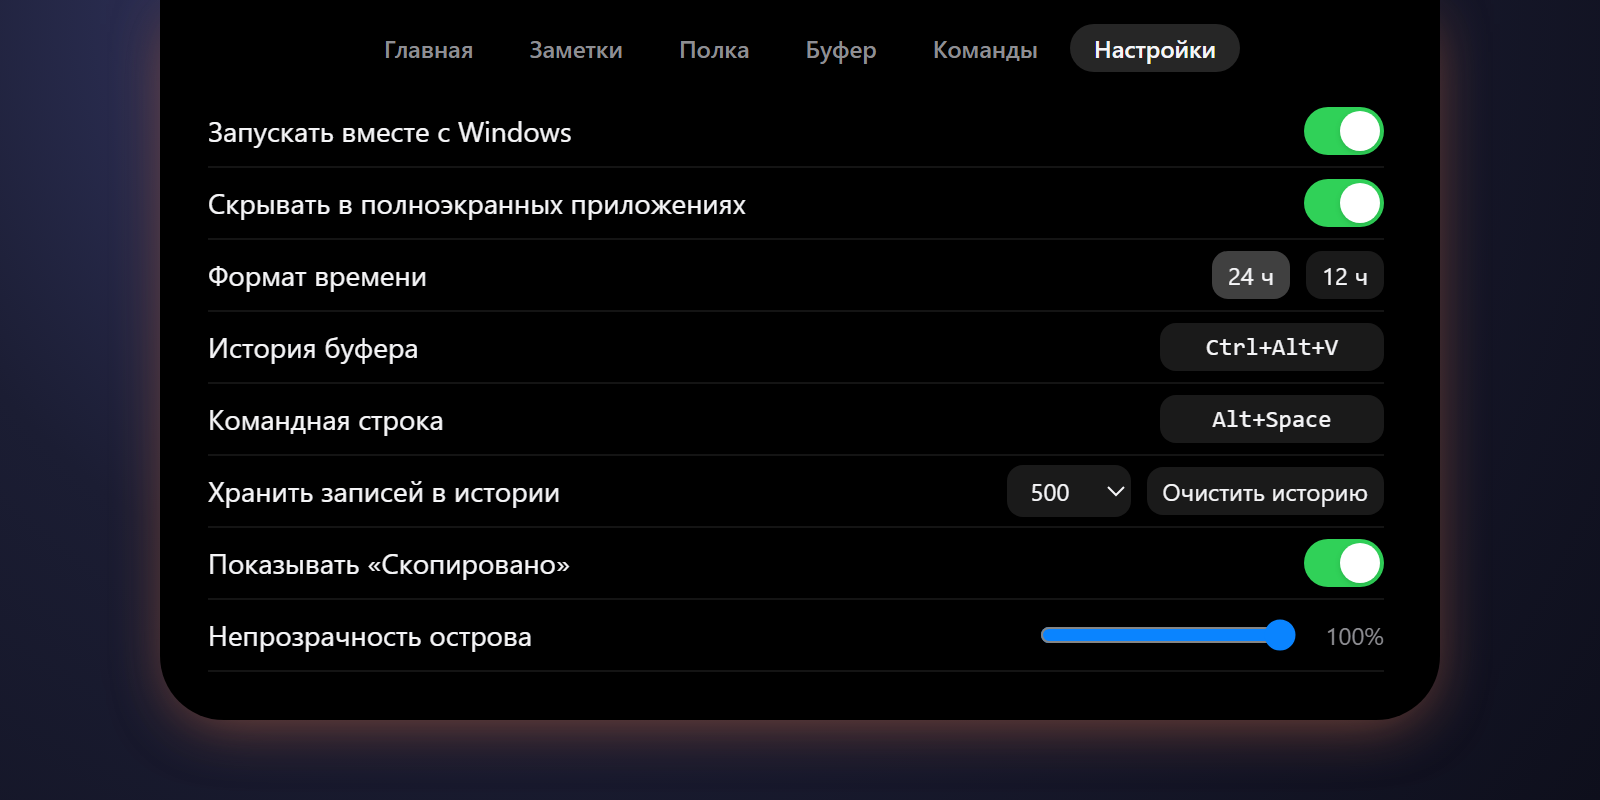 Главная Заметки Полка Буфер Команды Настройки
Запускать вместе с Windows
Скрывать в полноэкранных приложениях
Формат времени 24 ч 12 ч
История буфера Ctrl+Alt+V
Командная строка Alt+Space
Хранить записей в истории 500 Очистить историю
Показывать «Скопировано»
Непрозрачность острова 100%